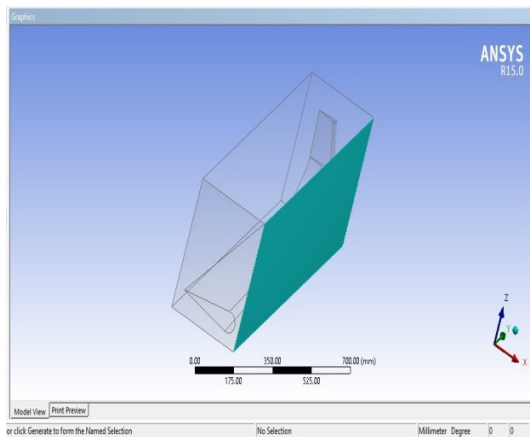 Graphics
ANSYS
R15.0
Z
Y
X
0.00 350.00 700.00 (mm)
175.00 525.00
Model View Print Preview
or click Generate to form the Named Selection No Selection Millimeter Degree 0 0